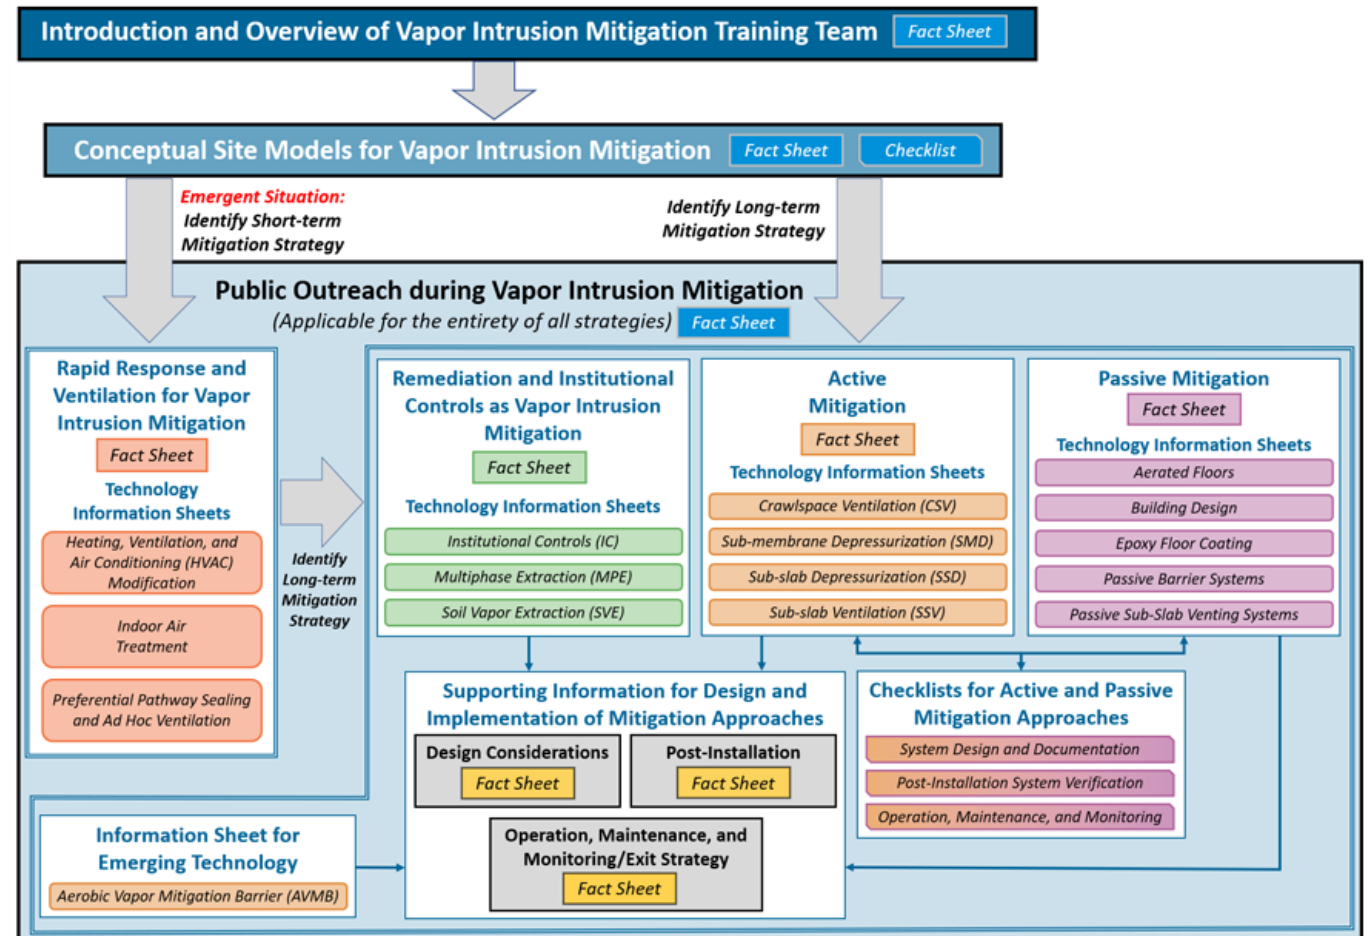 Introduction and Overview of Vapor Intrusion Mitigation Training Team Fact Sheet
Conceptual Site Models for Vapor Intrusion Mitigation Fact Sheet Checklist
Emergent Situation:
Identify Short-term
Mitigation Strategy
Identify Long-term
Mitigation Strategy
Public Outreach during Vapor Intrusion Mitigation
(Applicable for the entirety of all strategies) Fact Sheet
Rapid Response and
Ventilation for Vapor
Intrusion Mitigation
Fact Sheet
Technology
Information Sheets
Heating, Ventilation, and
Air Conditioning (HVAC)
Modification
Indoor Air
Treatment
Preferential Pathway Sealing
and Ad Hoc Ventilation
Identify
Long-term
Mitigation
Strategy
Remediation and Institutional
Controls as Vapor Intrusion
Mitigation
Fact Sheet
Technology Information Sheets
Institutional Controls (IC)
Multiphase Extraction (MPE)
Soil Vapor Extraction (SVE)
Active
Mitigation
Fact Sheet
Technology Information Sheets
Crawlspace Ventilation (CSV)
Sub-membrane Depressurization (SMD)
Sub-slab Depressurization (SSD)
Sub-slab Ventilation (SSV)
Passive Mitigation
Fact Sheet
Technology Information Sheets
Aerated Floors
Building Design
Epoxy Floor Coating
Passive Barrier Systems
Passive Sub-Slab Venting Systems
Supporting Information for Design and
Implementation of Mitigation Approaches
Design Considerations
Fact Sheet
Post-Installation
Fact Sheet
Operation, Maintenance, and
Monitoring/Exit Strategy
Fact Sheet
Checklists for Active and Passive
Mitigation Approaches
System Design and Documentation
Post-Installation System Verification
Operation, Maintenance, and Monitoring
Information Sheet for
Emerging Technology
Aerobic Vapor Mitigation Barrier (AVMB)